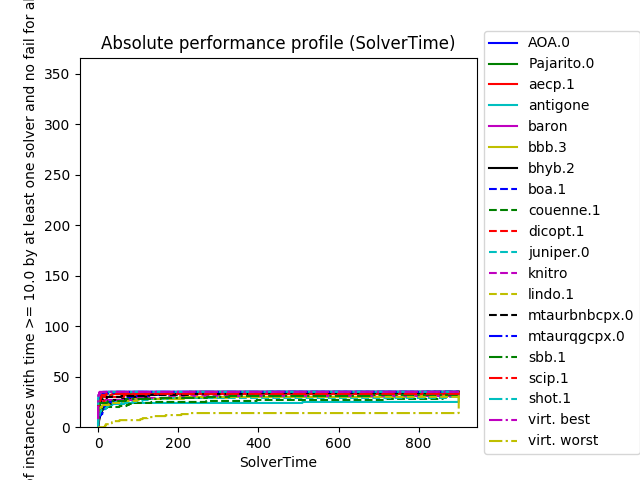 Absolute performance profile (SolverTime)
of instances with time >= 10.0 by at least one solver and no fail for
350
300
250
200
150
100
50
0
0 200 400 600 800
SolverTime
AOA.0
Pajarito.0
aecp.1
antigone
baron
bbb.3
bhyb.2
boa.1
couenne.1
dicopt.1
juniper.0
knitro
lindo.1
mtaurbnbcpx.0
mtaurqgcpx.0
sbb.1
scip.1
shot.1
virt. best
virt. worst